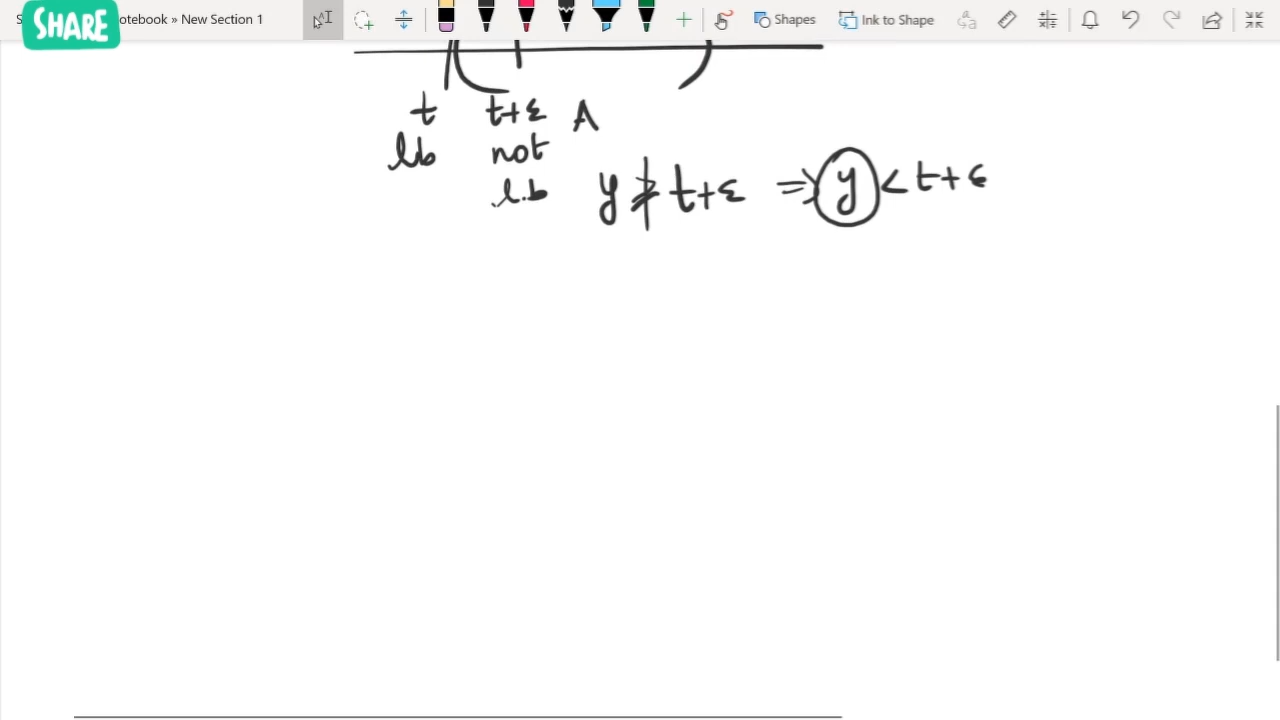 SHARE
otebook » New Section 1
Shapes
Ink to Shape
t t+ε A
lb not
l.b y ≱ t+ε ⇒ y < t+ε